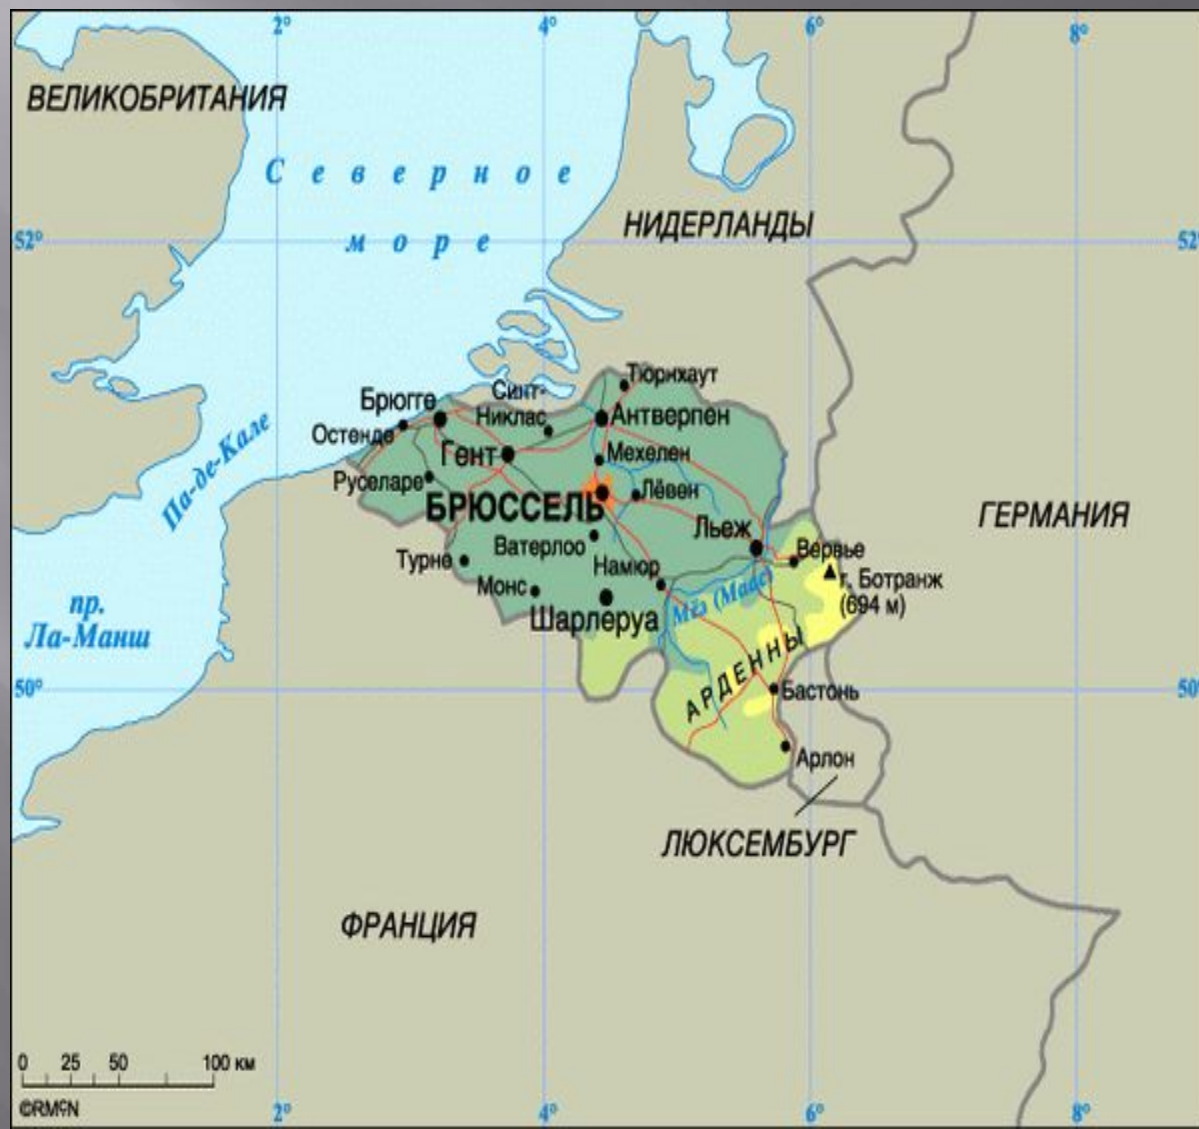 2° 4° 6° 8°
ВЕЛИКОБРИТАНИЯ
Северное
море
НИДЕРЛАНДЫ
52° 52°
Тюрнхаут
Синт-
Никлас
Брюгге
Антверпен
Остенде
Гент
Мехелен
Па-де-Кале
Руселаре
Лёвен
БРЮССЕЛЬ
Льеж
ГЕРМАНИЯ
Ватерлоо
Вервье
Турне
Намюр
г. Ботранж
(694 м)
Монс
Мёз (Маас)
Шарлеруа
пр.
Ла-Манш
АРДЕННЫ
50° 50°
Бастонь
Арлон
ЛЮКСЕМБУРГ
ФРАНЦИЯ
0 25 50 100 км
©RMcN
2° 4° 6° 8°